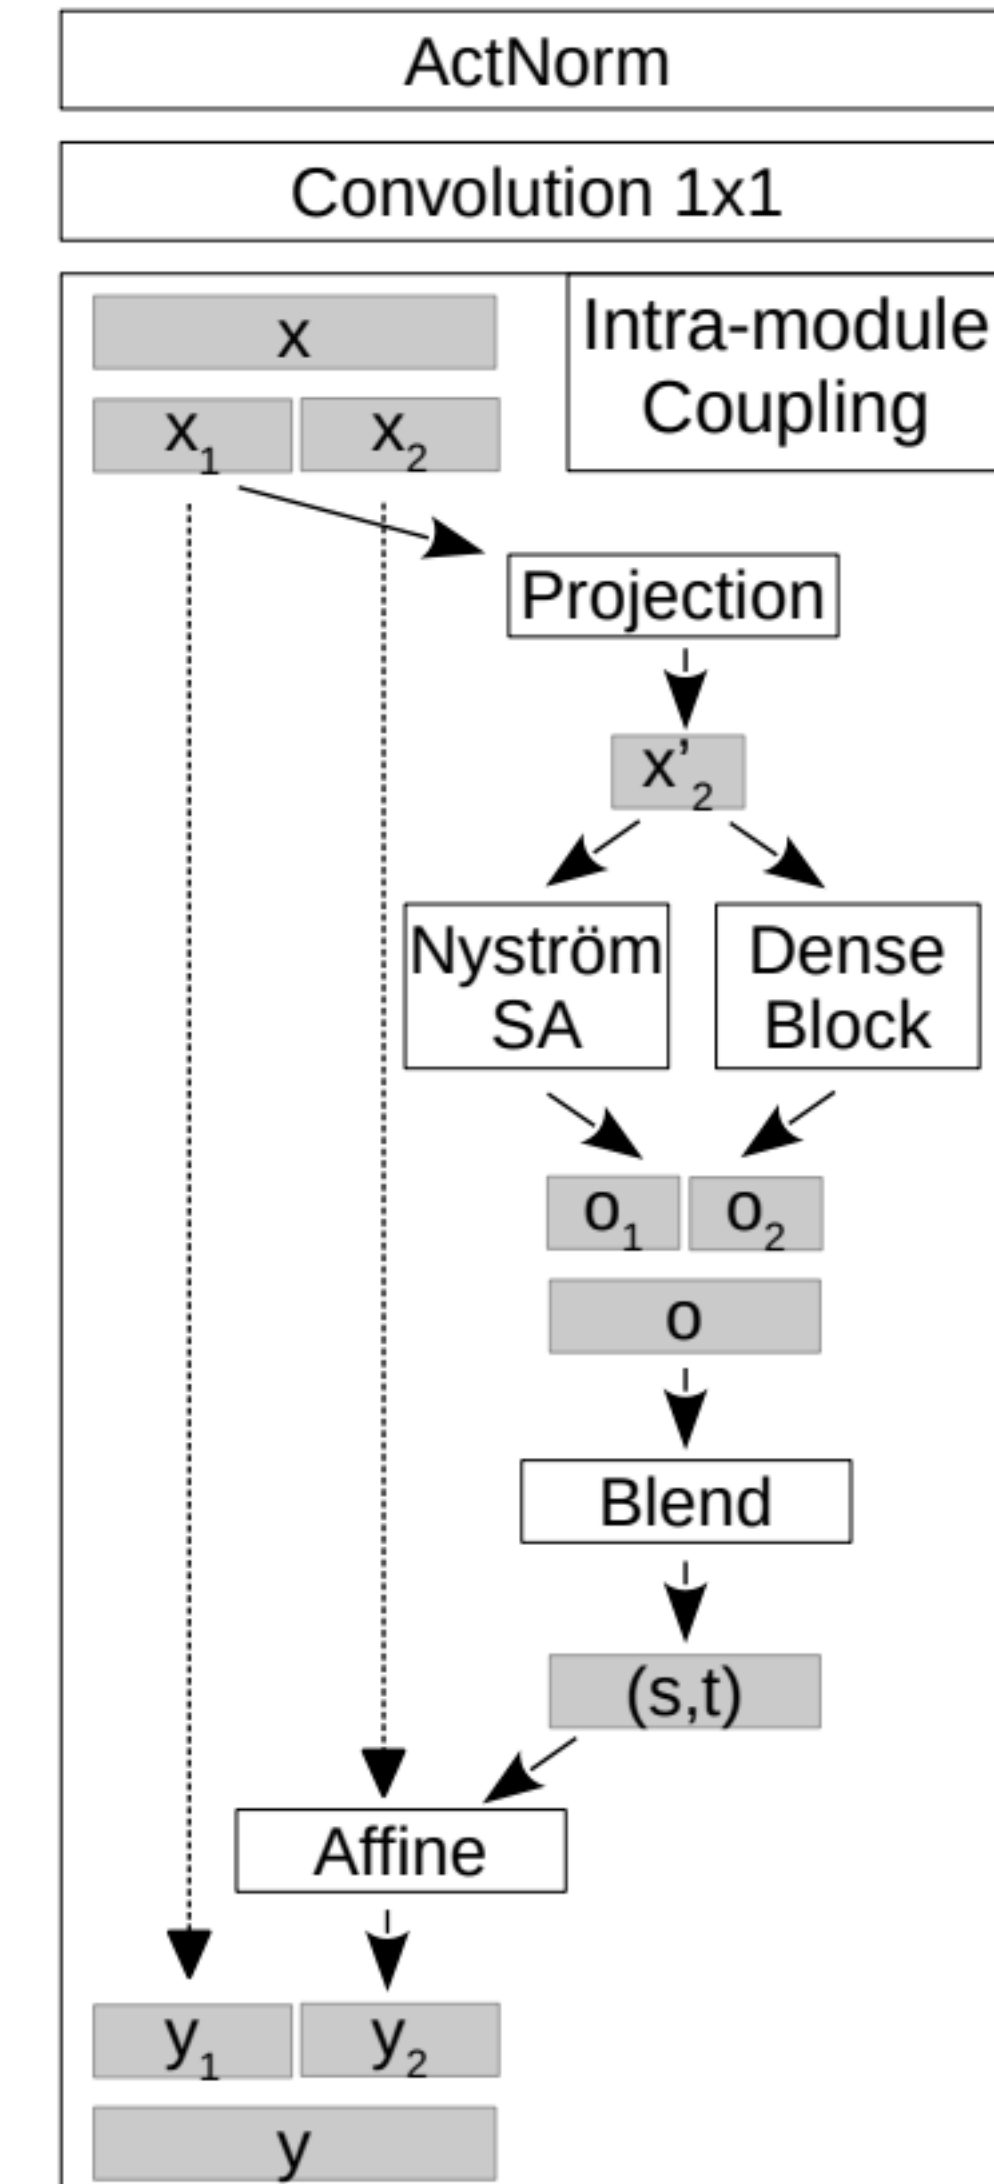 ActNorm
Convolution 1x1
x
Intra-module
Coupling
x1 x2
Projection
x’2
Nyström
SA
Dense
Block
o1 o2
o
Blend
(s,t)
Affine
y1 y2
y